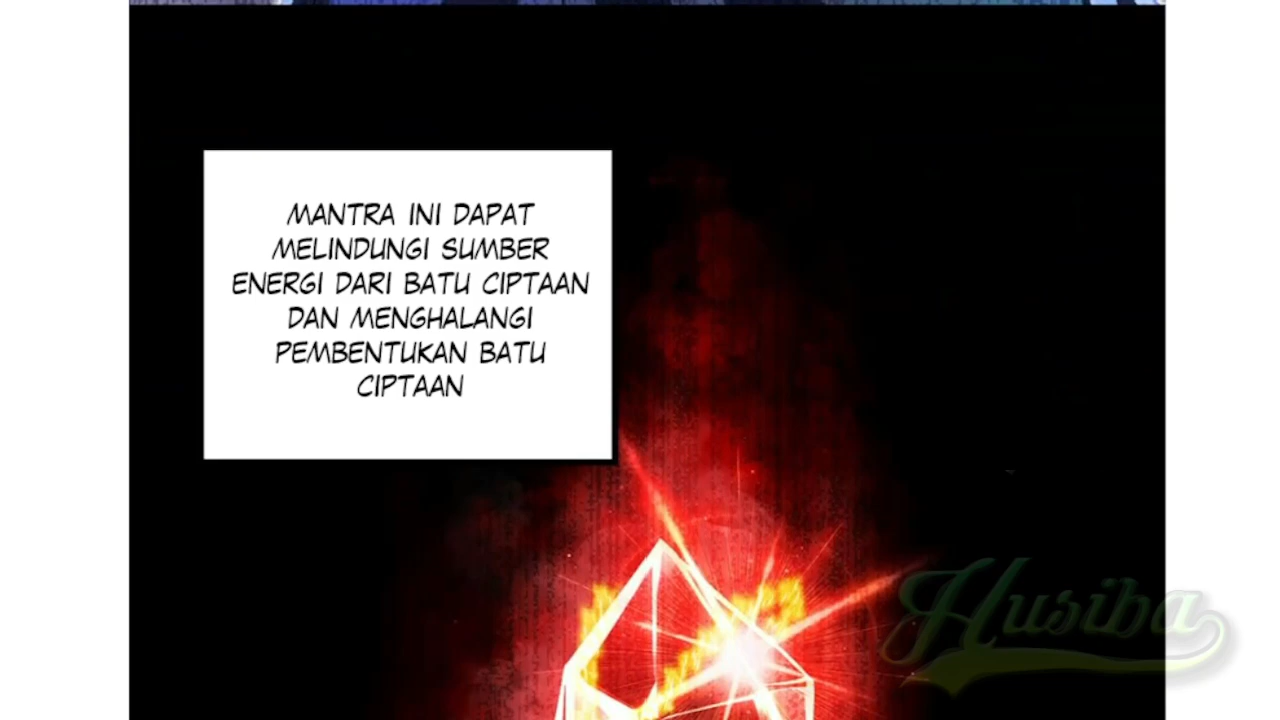 MANTRA INI DAPAT
MELINDUNGI SUMBER
ENERGI DARI BATU CIPTAAN
DAN MENGHALANGI
PEMBENTUKAN BATU
CIPTAAN
Husiba